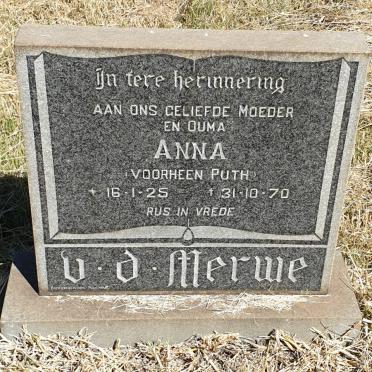 In tere herinnering
AAN ONS GELIEFDE MOEDER
EN OUMA
ANNA
(VOORHEEN PUTH)
* 16-1-25 † 31-10-70
RUS IN VREDE
v·d·Merwe